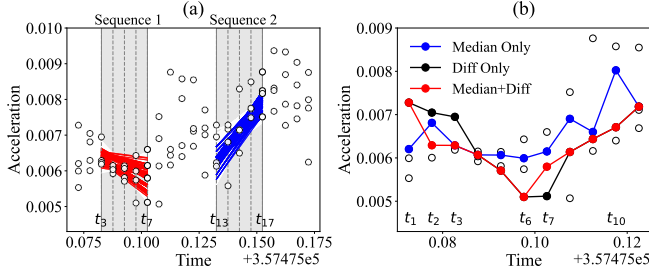 (a)
Sequence 1 Sequence 2
Acceleration
0.010
0.009
0.008
0.007
0.006
0.005
t3 t7 t13 t17
0.075 0.100 0.125 0.150 0.175
Time +3.57475e5
(b)
Acceleration
0.009
0.008
0.007
0.006
0.005
Median Only
Diff Only
Median+Diff
t1 t2 t3 t6 t7 t10
0.08 0.10 0.12
Time +3.57475e5